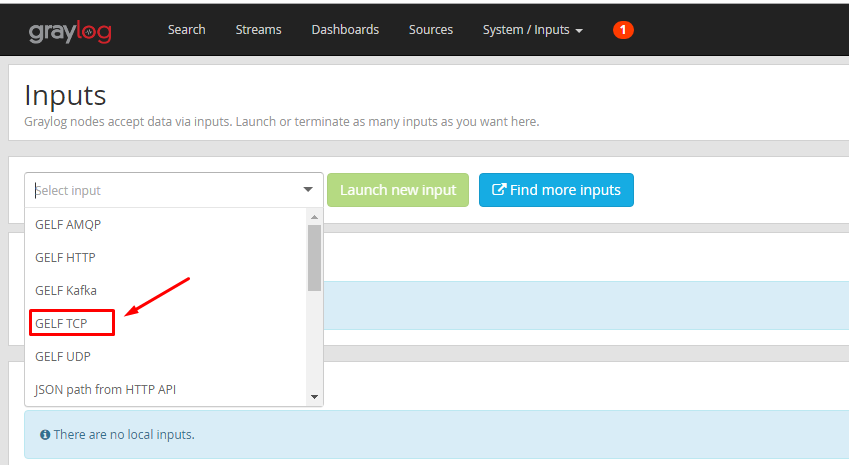 graylog Search Streams Dashboards Sources System / Inputs 1
Inputs
Graylog nodes accept data via inputs. Launch or terminate as many inputs as you want here.
Select input Launch new input Find more inputs
GELF AMQP
GELF HTTP
GELF Kafka
GELF TCP
GELF UDP
JSON path from HTTP API
There are no local inputs.